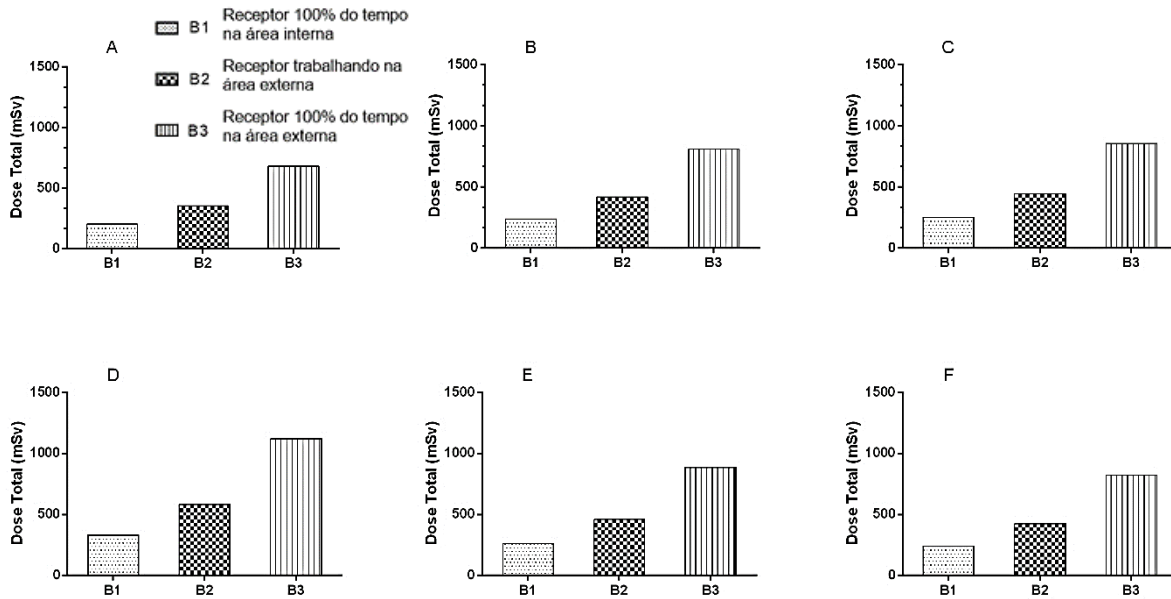 A
B1 Receptor 100% do tempo
na área interna
B2 Receptor trabalhando na
área externa
B3 Receptor 100% do tempo
na área externa
Dose Total (mSv)
1500
1000
500
0
B1 B2 B3
B
Dose Total (mSv)
1500
1000
500
0
B1 B2 B3
C
Dose Total (mSv)
1500
1000
500
0
B1 B2 B3
D
Dose Total (mSv)
1500
1000
500
0
B1 B2 B3
E
Dose Total (mSv)
1500
1000
500
0
B1 B2 B3
F
Dose Total (mSv)
1500
1000
500
0
B1 B2 B3